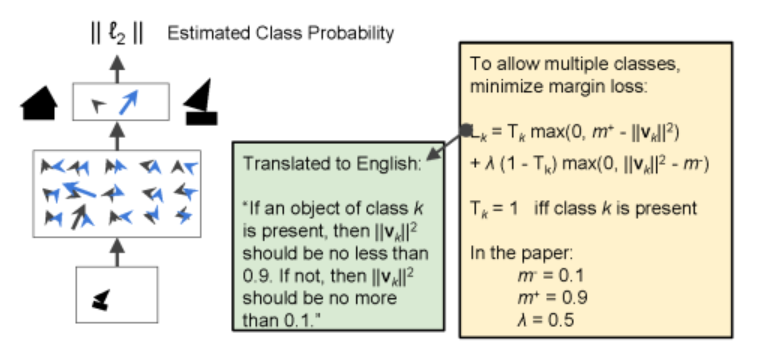 || ℓ₂ || Estimated Class Probability
To allow multiple classes,
minimize margin loss:
Lₖ = Tₖ max(0, m⁺ - ||vₖ||²)
+ λ (1 - Tₖ) max(0, ||vₖ||² - m⁻)
Tₖ = 1 iff class k is present
In the paper:
m⁻ = 0.1
m⁺ = 0.9
λ = 0.5
Translated to English:
“If an object of class k
is present, then ||vₖ||²
should be no less than
0.9. If not, then ||vₖ||²
should be no more
than 0.1.”